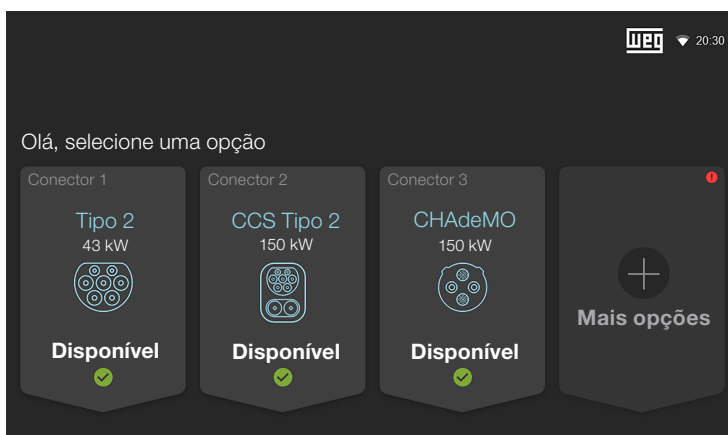 weg 20:30
Olá, selecione uma opção
Conector 1
Tipo 2
43 kW
Disponível
Conector 2
CCS Tipo 2
150 kW
Disponível
Conector 3
CHAdeMO
150 kW
Disponível
!
Mais opções